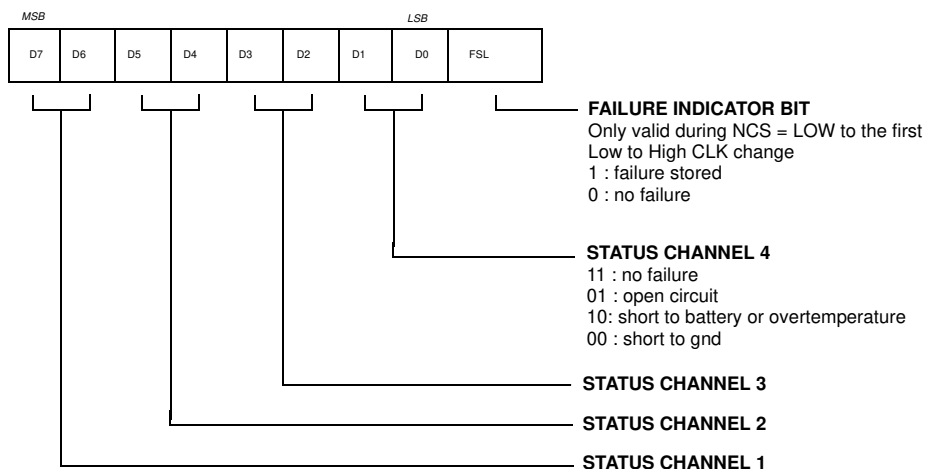 MSB LSB
D7 D6 D5 D4 D3 D2 D1 D0 FSL
FAILURE INDICATOR BIT
Only valid during NCS = LOW to the first
Low to High CLK change
1 : failure stored
0 : no failure
STATUS CHANNEL 4
11 : no failure
01 : open circuit
10: short to battery or overtemperature
00 : short to gnd
STATUS CHANNEL 3
STATUS CHANNEL 2
STATUS CHANNEL 1